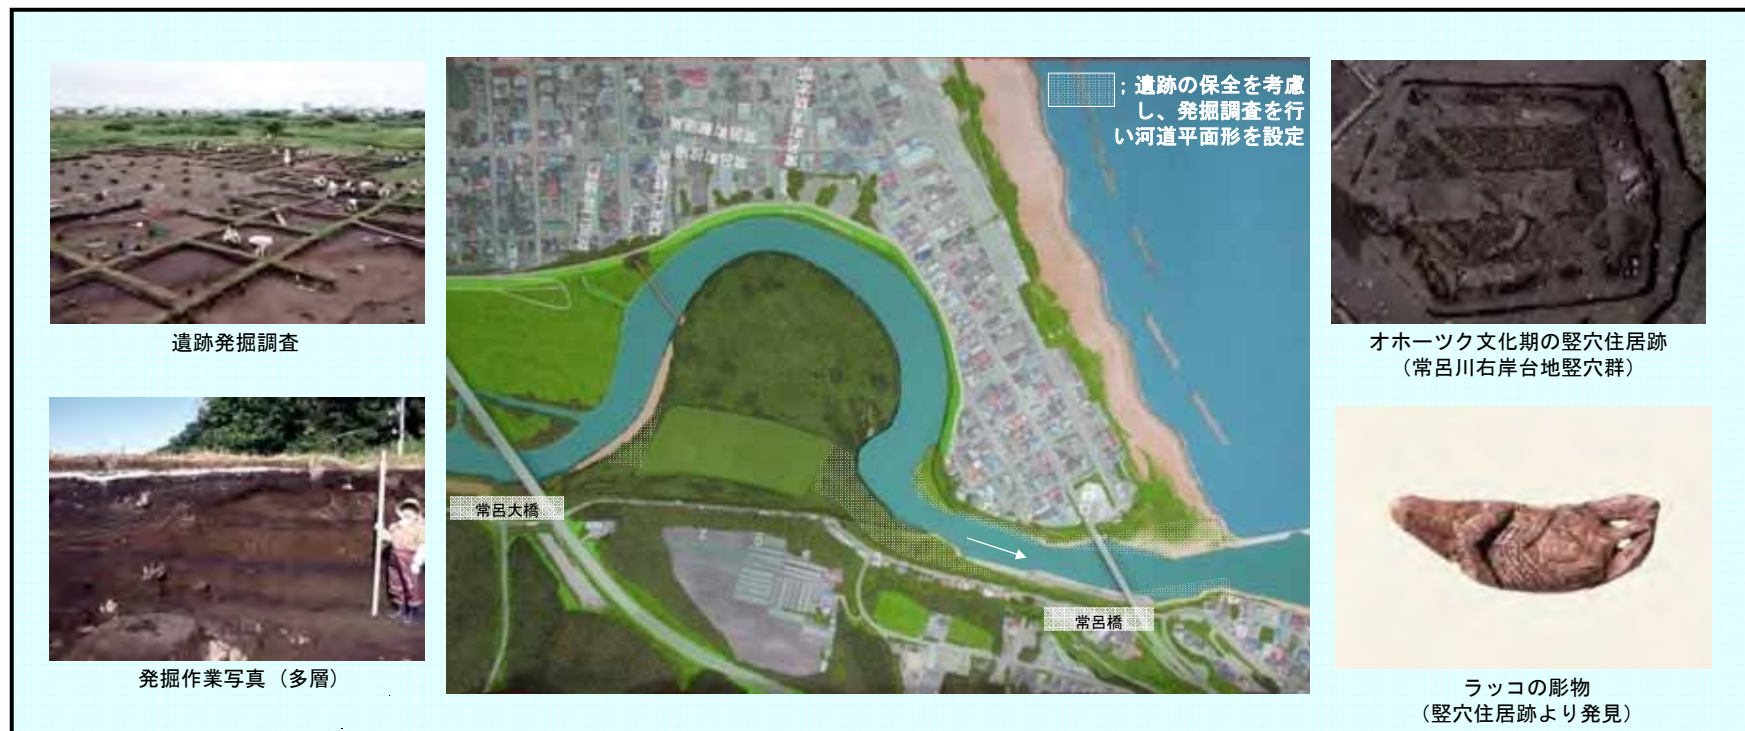 遺跡発掘調査
発掘作業写真（多層）
；遺跡の保全を考慮
し、発掘調査を行
い河道平面形を設定
常呂大橋
常呂橋
オホーツク文化期の竪穴住居跡
（常呂川右岸台地竪穴群）
ラッコの彫物
（竪穴住居跡より発見）